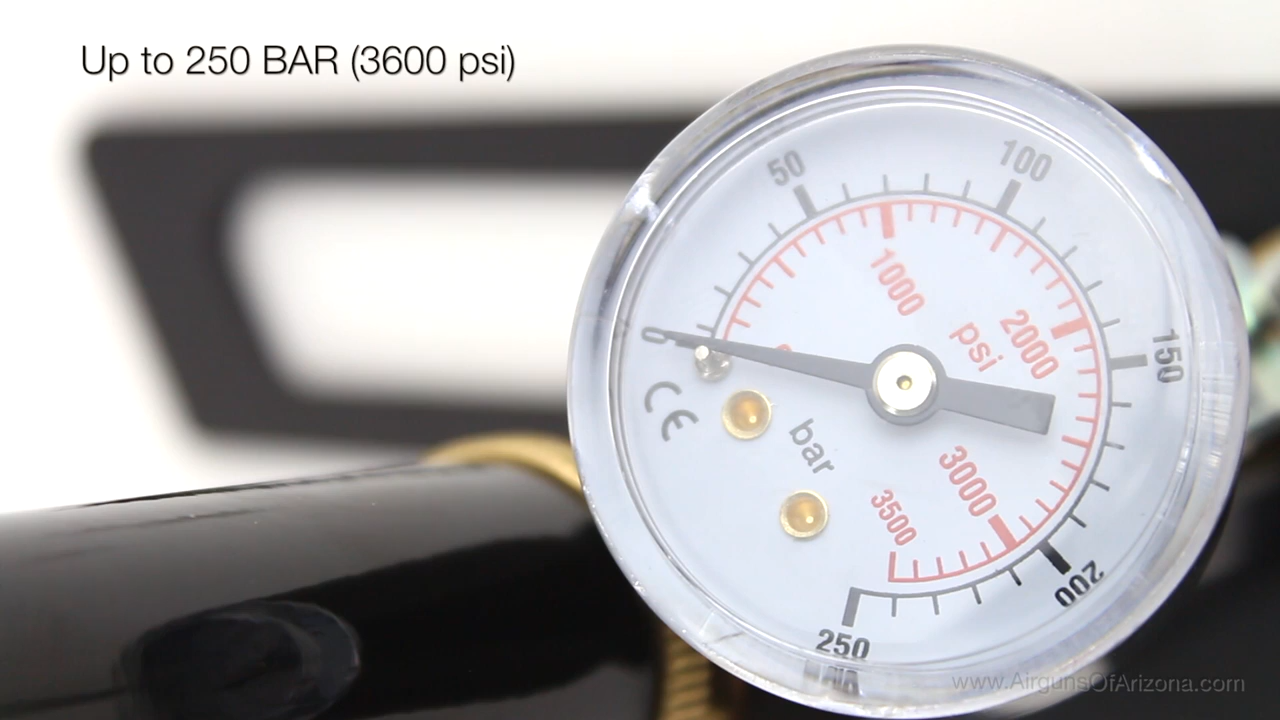 Up to 250 BAR (3600 psi)
50
100
0
150
1000
2000
psi
CE
bar
3000
3500
200
250
www.AirgunsOfArizona.com